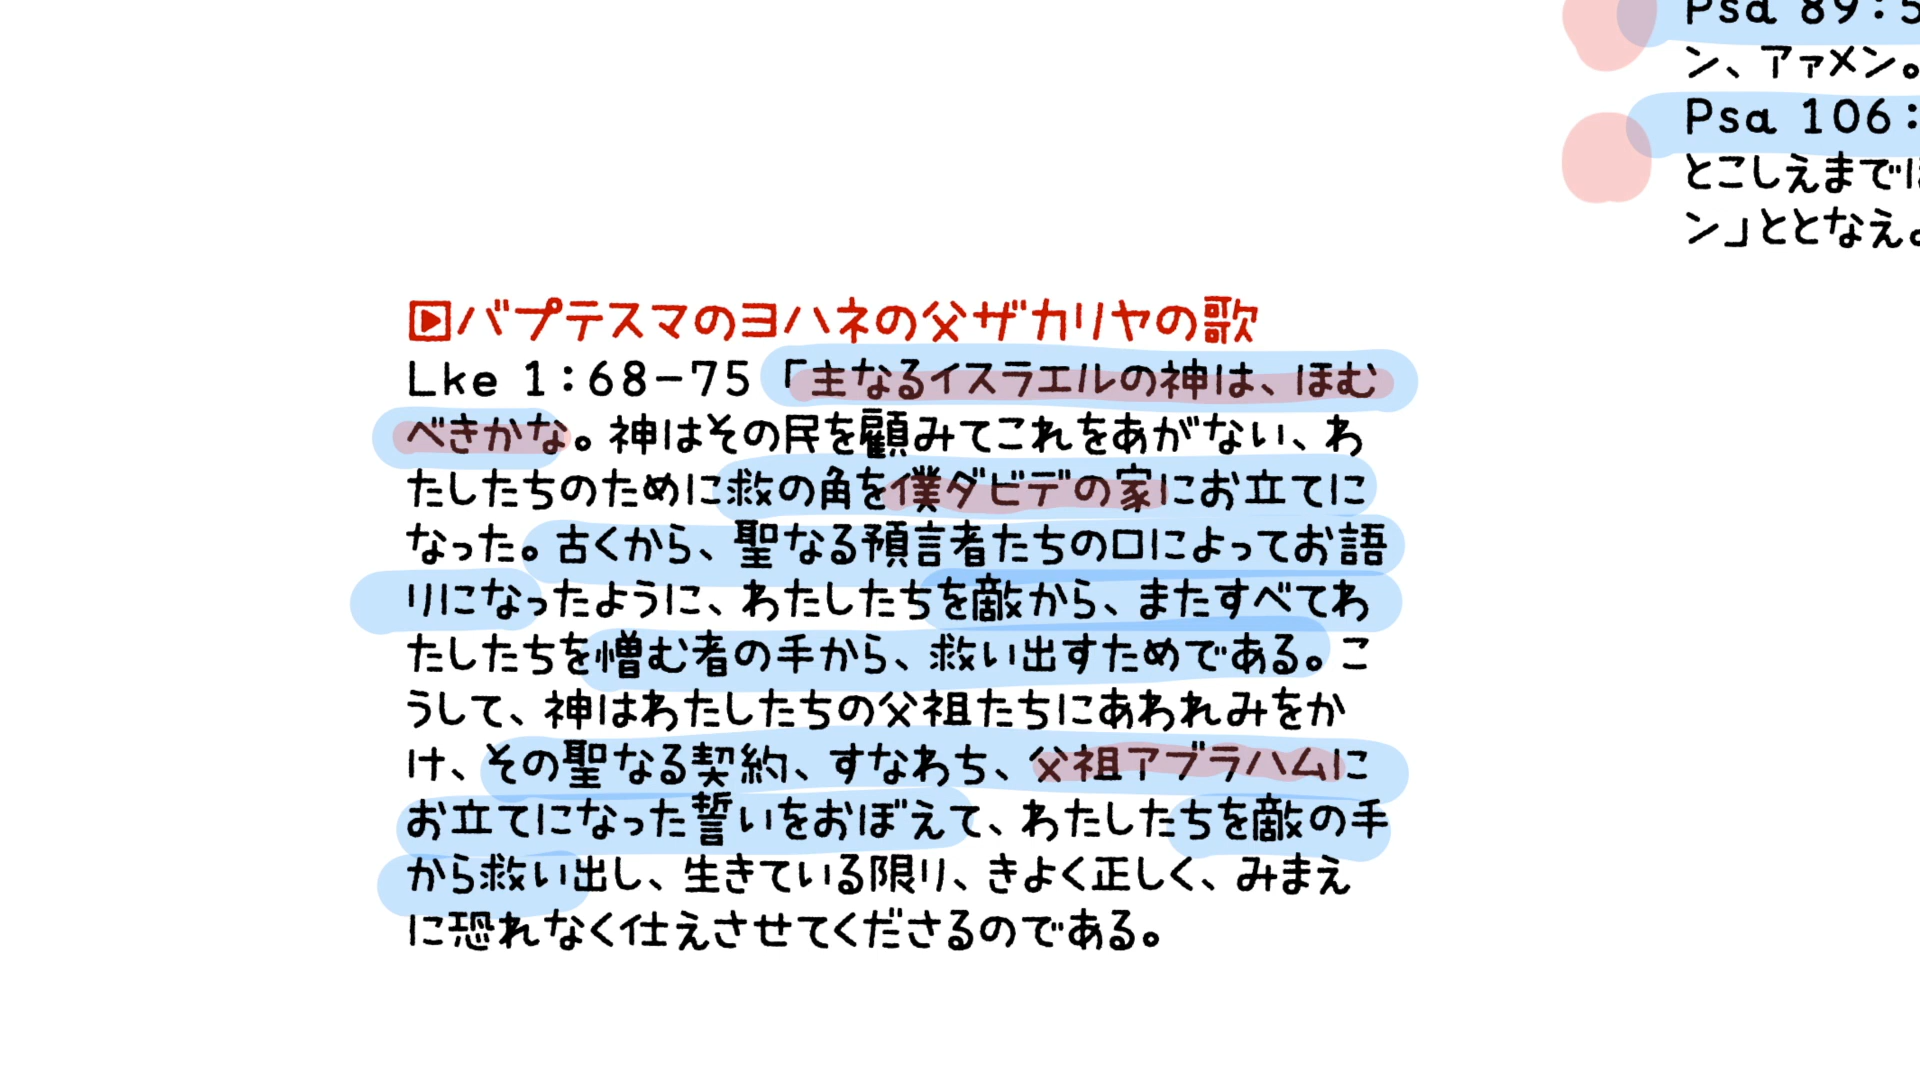 ▶バプテスマのヨハネの父ザカリヤの歌
Lke 1:68-75「主なるイスラエルの神は、ほむ
べきかな。神はその民を顧みてこれをあがない、わ
たしたちのために救の角を僕ダビデの家にお立てに
なった。古くから、聖なる預言者たちの口によってお語
りになったように、わたしたちを敵から、またすべてわ
たしたちを憎む者の手から、救い出すためである。こ
うして、神はわたしたちの父祖たちにあわれみをか
け、その聖なる契約、すなわち、父祖アブラハムに
お立てになった誓いをおぼえて、わたしたちを敵の手
から救い出し、生きている限り、きよく正しく、みまえ
に恐れなく仕えさせてくださるのである。
Psa 89:5
ン、アァメン。
Psa 106:
とこしえまで
ン」ととなえ。